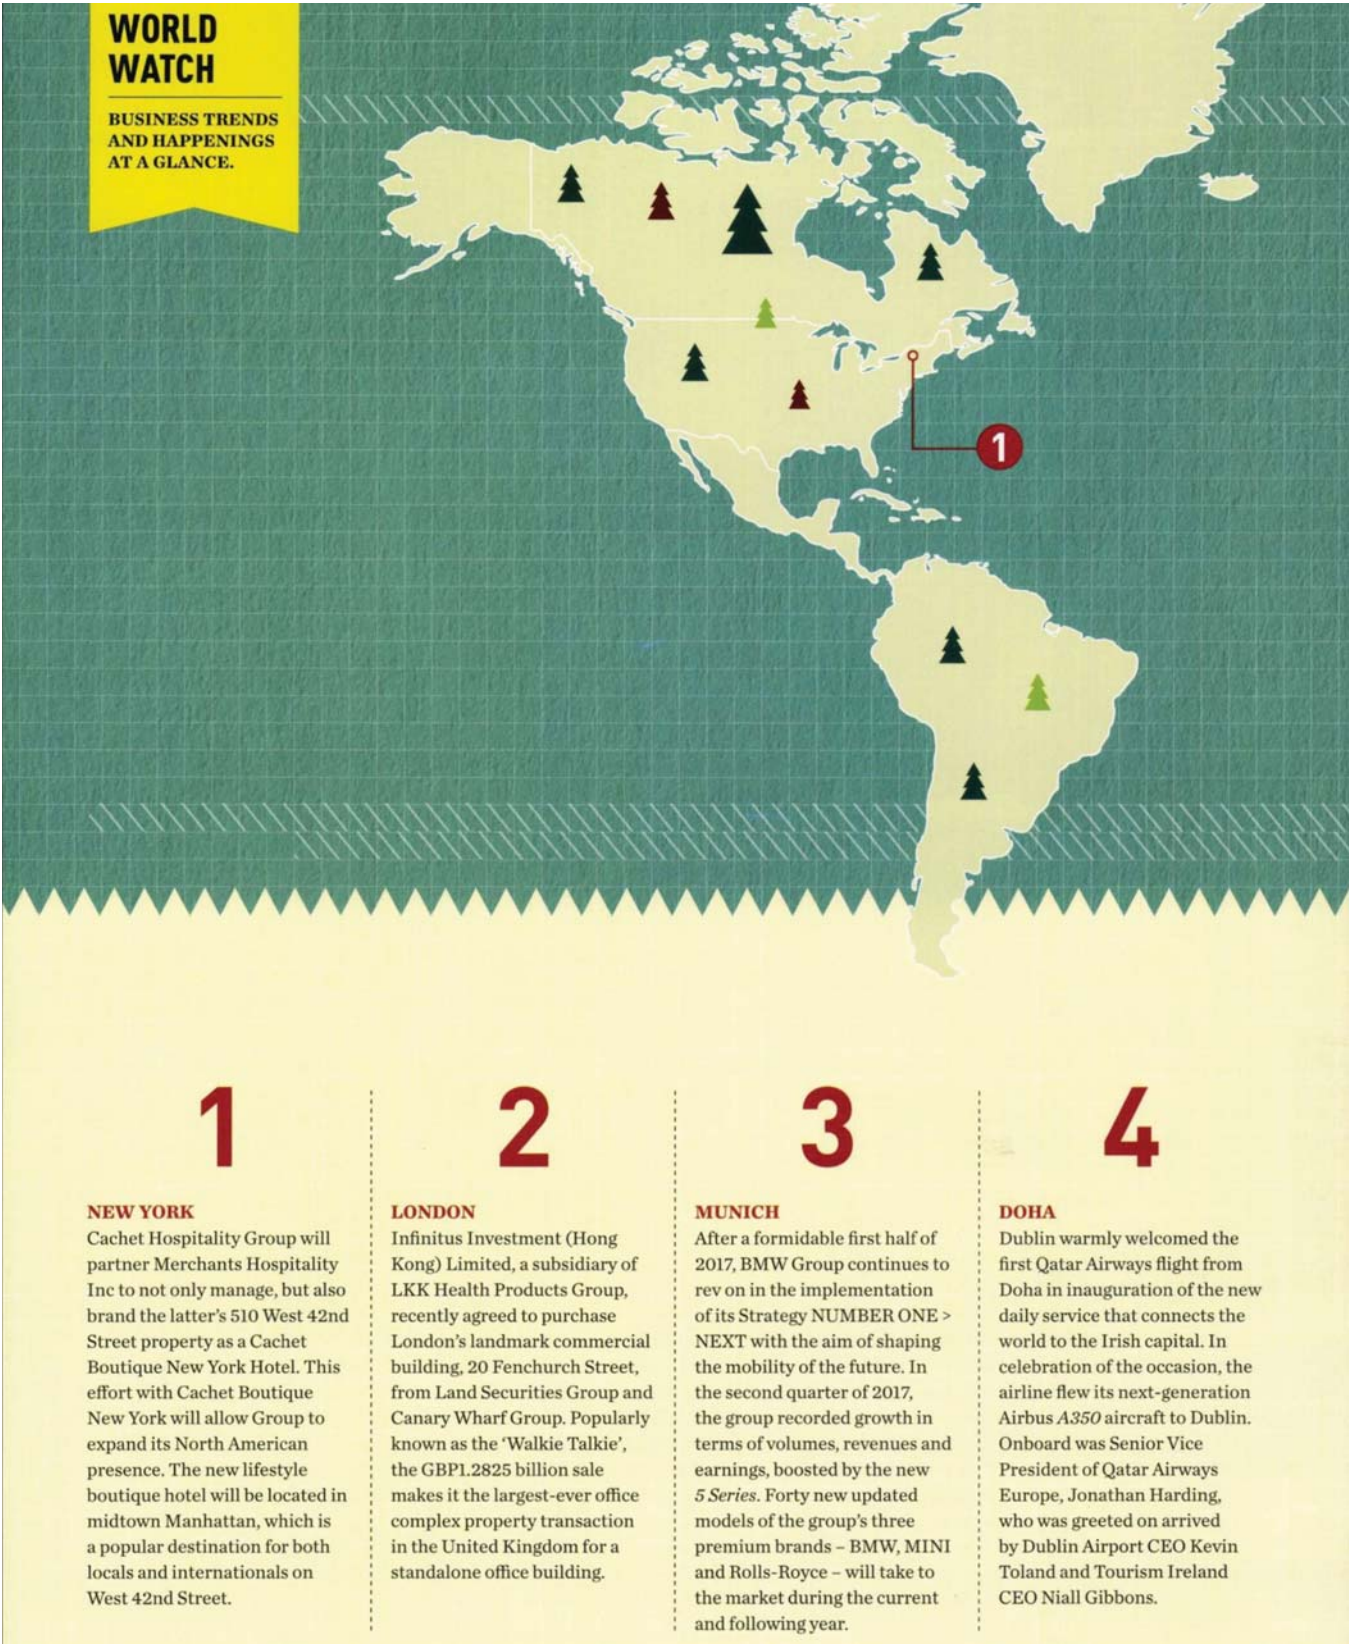 WORLD
WATCH
BUSINESS TRENDS
AND HAPPENINGS
AT A GLANCE.
1
1
NEW YORK
Cachet Hospitality Group will
partner Merchants Hospitality
Inc to not only manage, but also
brand the latter's 510 West 42nd
Street property as a Cachet
Boutique New York Hotel. This
effort with Cachet Boutique
New York will allow Group to
expand its North American
presence. The new lifestyle
boutique hotel will be located in
midtown Manhattan, which is
a popular destination for both
locals and internationals on
West 42nd Street.
2
LONDON
Infinitus Investment (Hong
Kong) Limited, a subsidiary of
LKK Health Products Group,
recently agreed to purchase
London's landmark commercial
building, 20 Fenchurch Street,
from Land Securities Group and
Canary Wharf Group. Popularly
known as the 'Walkie Talkie',
the GBP1.2825 billion sale
makes it the largest-ever office
complex property transaction
in the United Kingdom for a
standalone office building.
3
MUNICH
After a formidable first half of
2017, BMW Group continues to
rev on in the implementation
of its Strategy NUMBER ONE >
NEXT with the aim of shaping
the mobility of the future. In
the second quarter of 2017,
the group recorded growth in
terms of volumes, revenues and
earnings, boosted by the new
5 Series. Forty new updated
models of the group's three
premium brands – BMW, MINI
and Rolls-Royce – will take to
the market during the current
and following year.
4
DOHA
Dublin warmly welcomed the
first Qatar Airways flight from
Doha in inauguration of the new
daily service that connects the
world to the Irish capital. In
celebration of the occasion, the
airline flew its next-generation
Airbus A350 aircraft to Dublin.
Onboard was Senior Vice
President of Qatar Airways
Europe, Jonathan Harding,
who was greeted on arrived
by Dublin Airport CEO Kevin
Toland and Tourism Ireland
CEO Niall Gibbons.